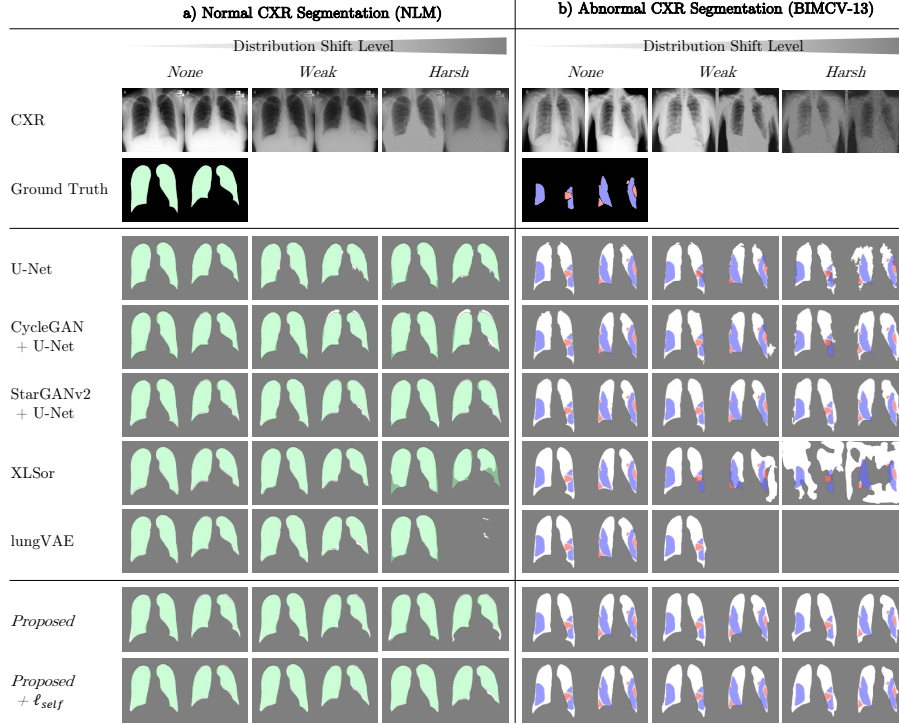 a) Normal CXR Segmentation (NLM)
b) Abnormal CXR Segmentation (BIMCV-13)
Distribution Shift Level
Distribution Shift Level
None Weak Harsh
None Weak Harsh
CXR
Ground Truth
U-Net
CycleGAN
+ U-Net
StarGANv2
+ U-Net
XLSor
lungVAE
Proposed
Proposed
+ ℓself